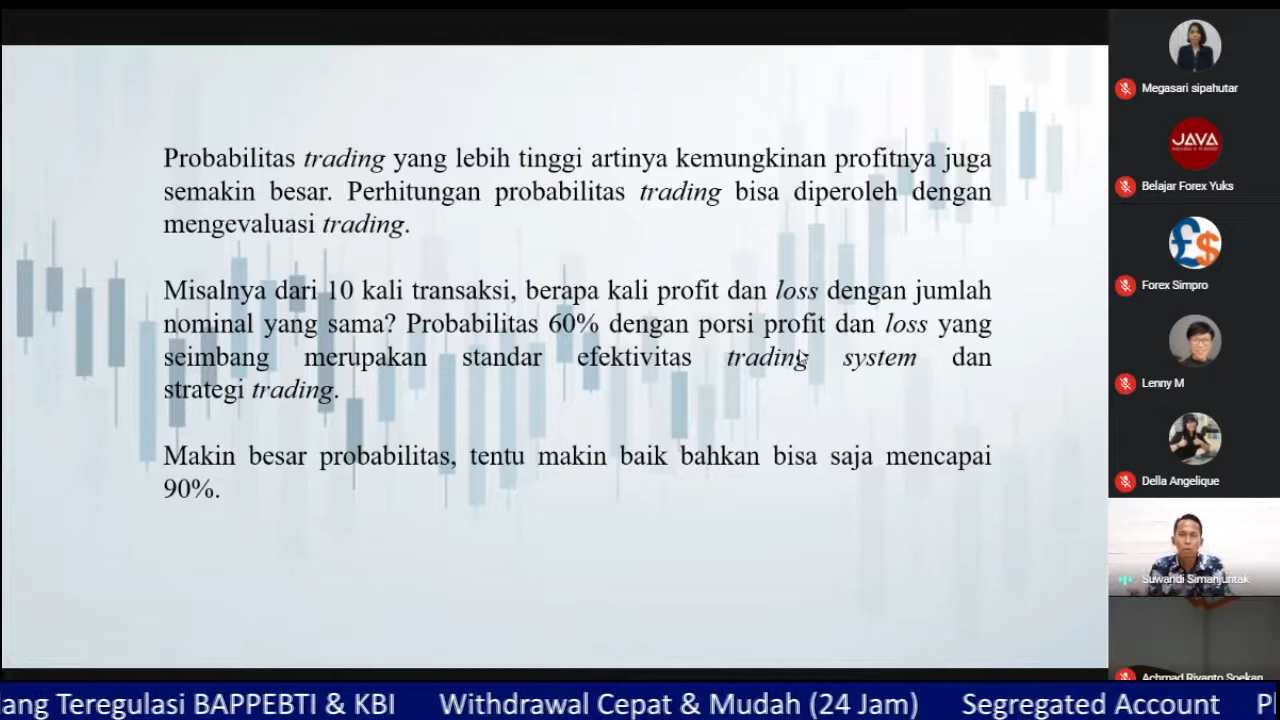 Probabilitas trading yang lebih tinggi artinya kemungkinan profitnya juga
semakin besar. Perhitungan probabilitas trading bisa diperoleh dengan
mengevaluasi trading.
Misalnya dari 10 kali transaksi, berapa kali profit dan loss dengan jumlah
nominal yang sama? Probabilitas 60% dengan porsi profit dan loss yang
seimbang merupakan standar efektivitas trading system dan
strategi trading.
Makin besar probabilitas, tentu makin baik bahkan bisa saja mencapai
90%.
Megasari sipahutar
JAVA
Belajar Forex Yuks
Forex Simpro
Lenny M
Della Angelique
Suwandi Simanjuntak
Achmad Riyanto Soekan
lang Teregulasi BAPPEBTI & KBI Withdrawal Cepat & Mudah (24 Jam) Segregated Account